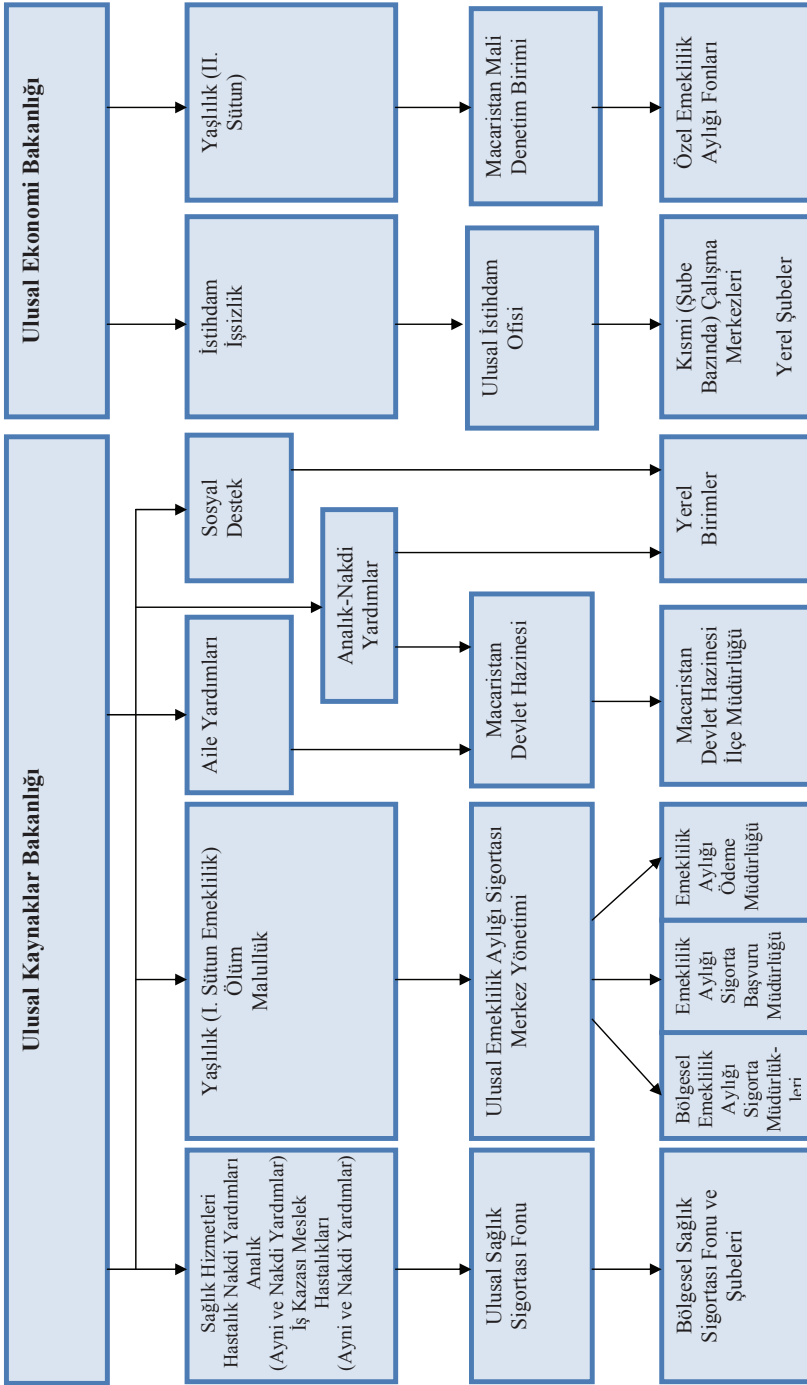 Ulusal Kaynaklar Bakanlığı
Ulusal Ekonomi Bakanlığı
Sağlık Hizmetleri
Hastalık Nakdi Yardımları
Analık
(Ayni ve Nakdi Yardımlar)
İş Kazası Meslek
Hastalıkları
(Ayni ve Nakdi Yardımlar)
Yaşlılık (I. Sütun Emeklilik)
Ölüm
Malullük
Aile Yardımları
Sosyal
Destek
İstihdam
İşsizlik
Yaşlılık (II.
Sütun)
Analık-Nakdi
Yardımlar
Ulusal Sağlık
Sigortası Fonu
Ulusal Emeklilik Aylığı Sigortası
Merkez Yönetimi
Macaristan
Devlet Hazinesi
Ulusal İstihdam
Ofisi
Macaristan Mali
Denetim Birimi
Bölgesel Sağlık
Sigortası Fonu ve
Şubeleri
Bölgesel
Emeklilik
Aylığı
Sigorta
Müdürlük-
leri
Emeklilik
Aylığı
Sigorta
Başvuru
Müdürlüğü
Emeklilik
Aylığı
Ödeme
Müdürlüğü
Macaristan
Devlet Hazinesi
İlçe Müdürlüğü
Yerel
Birimler
Kısmi (Şube
Bazında) Çalışma
Merkezleri
Yerel Şubeler
Özel Emeklilik
Aylığı Fonları